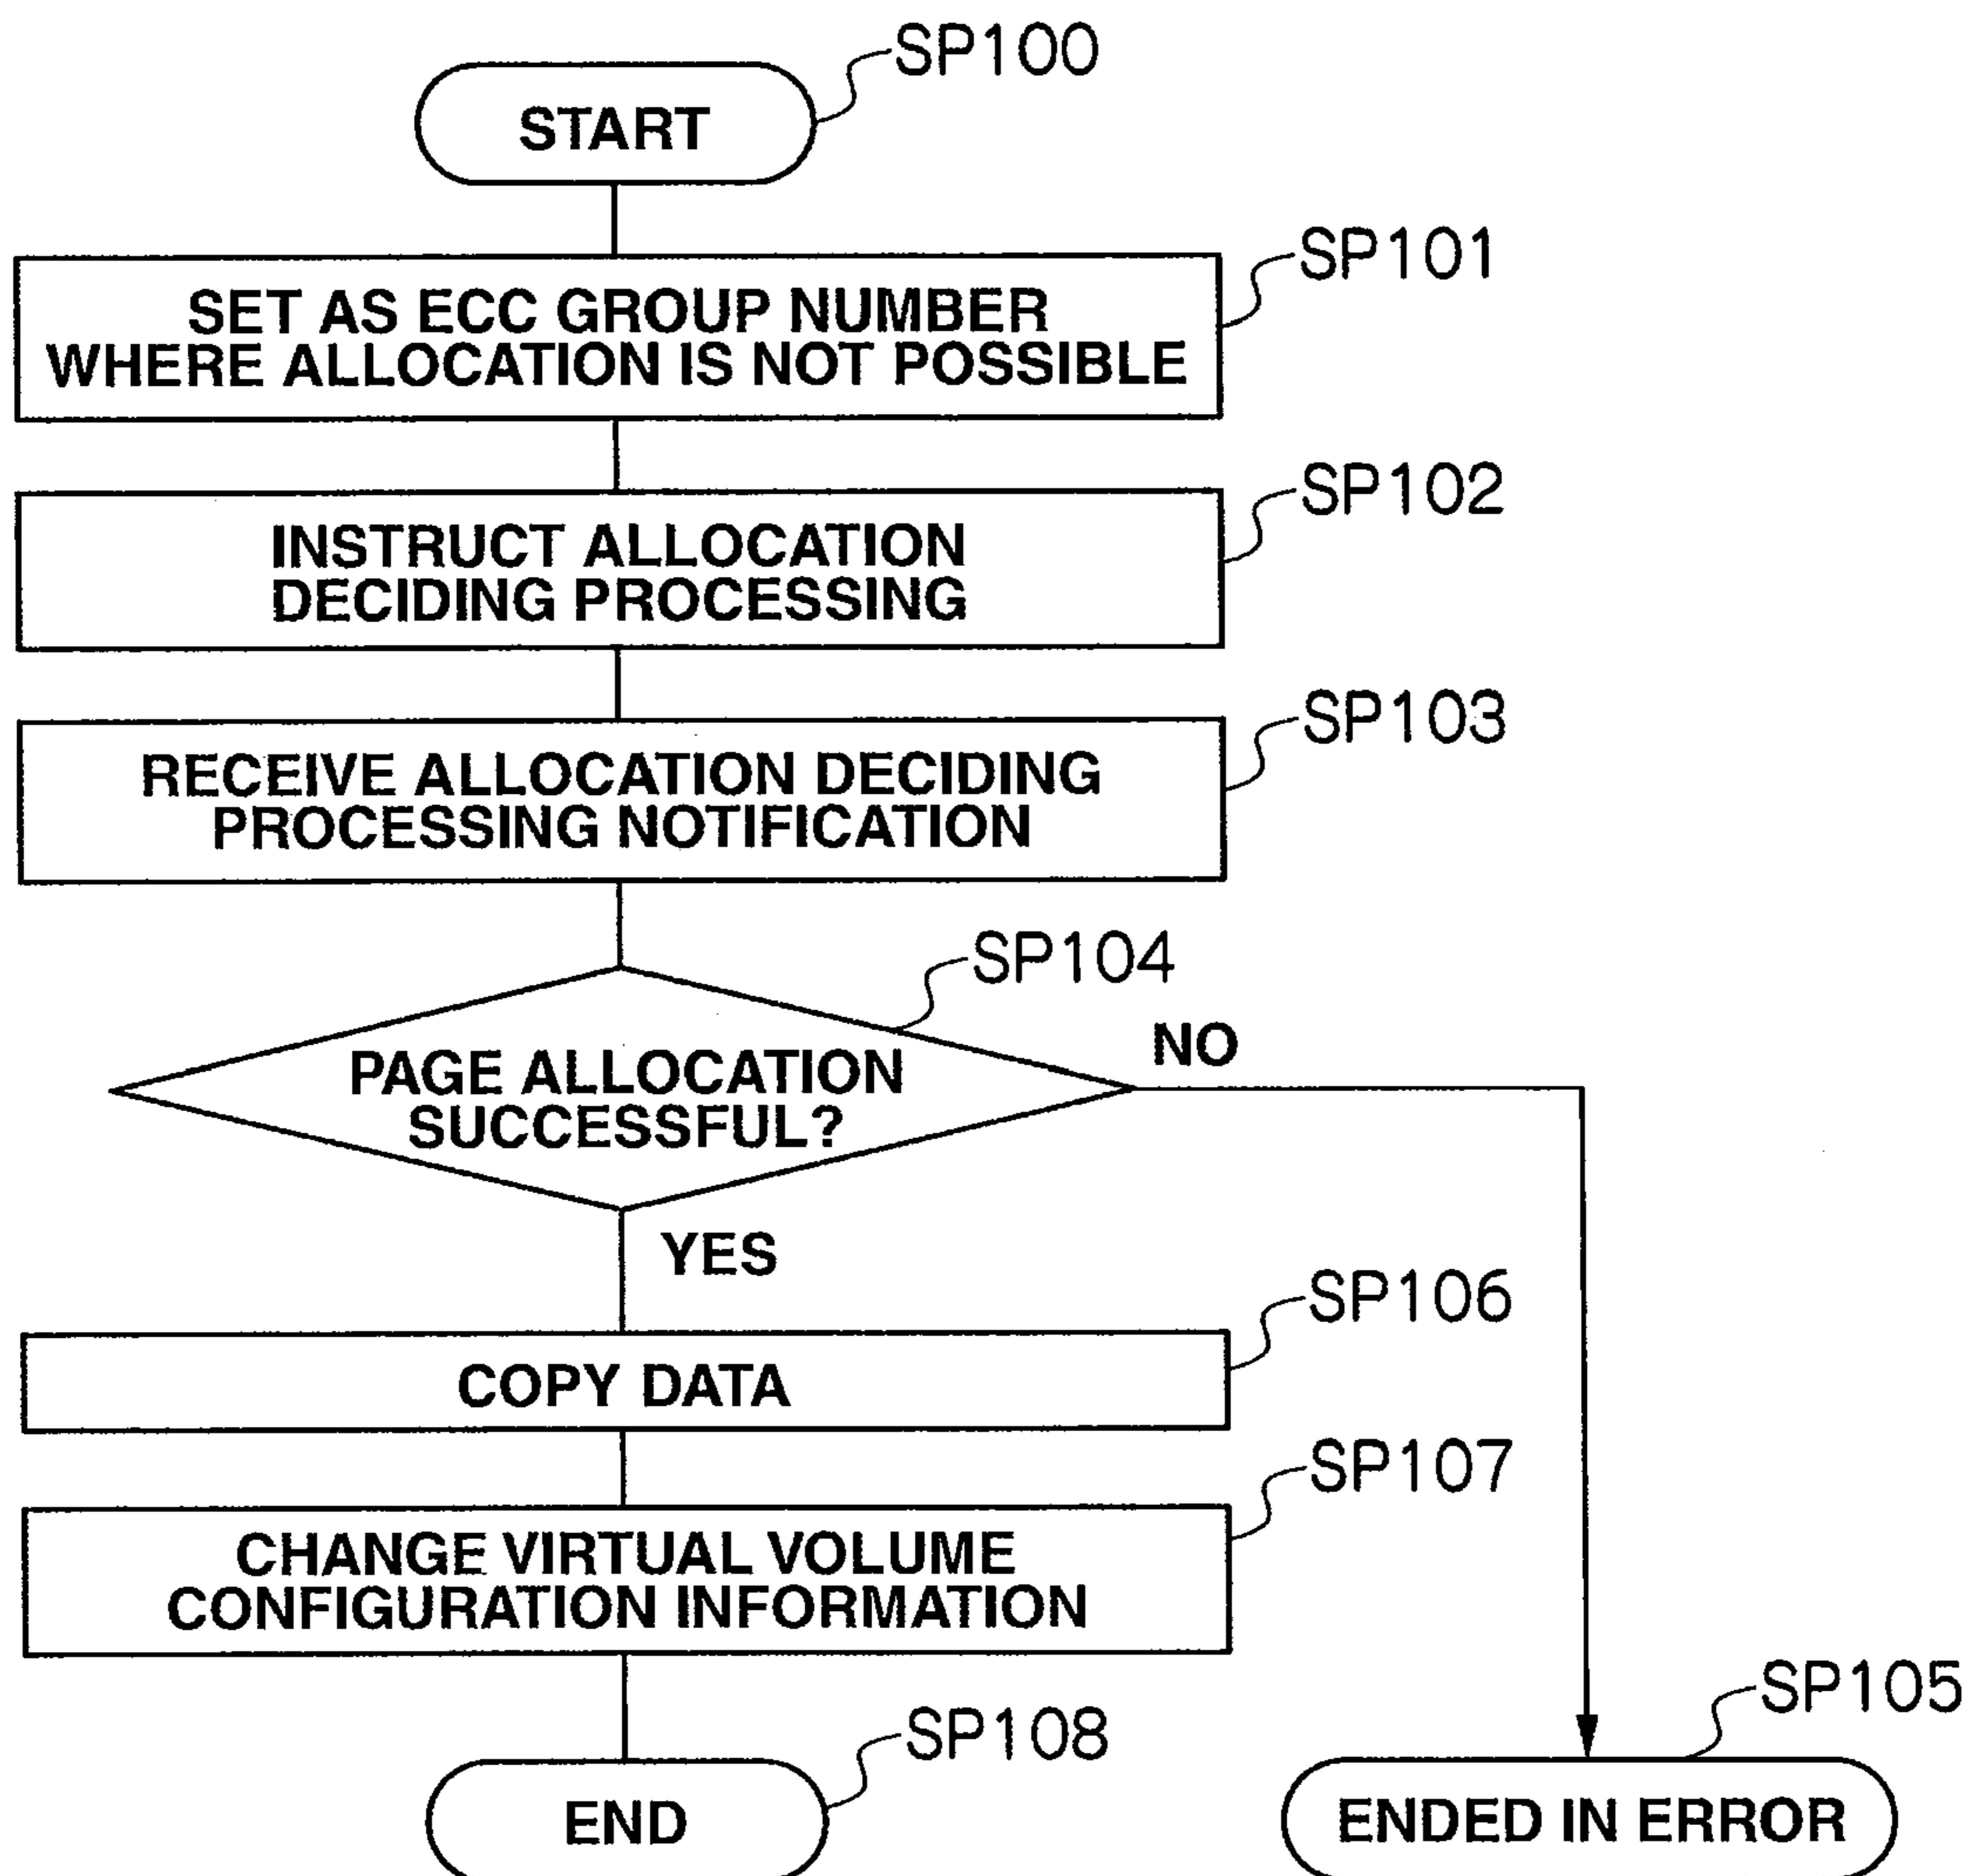 SP100
START
SP101
SET AS ECC GROUP NUMBER
WHERE ALLOCATION IS NOT POSSIBLE
SP102
INSTRUCT ALLOCATION
DECIDING PROCESSING
SP103
RECEIVE ALLOCATION DECIDING
PROCESSING NOTIFICATION
SP104
NO
PAGE ALLOCATION
SUCCESSFUL?
YES
SP106
COPY DATA
SP107
CHANGE VIRTUAL VOLUME
CONFIGURATION INFORMATION
SP108
END
SP105
ENDED IN ERROR